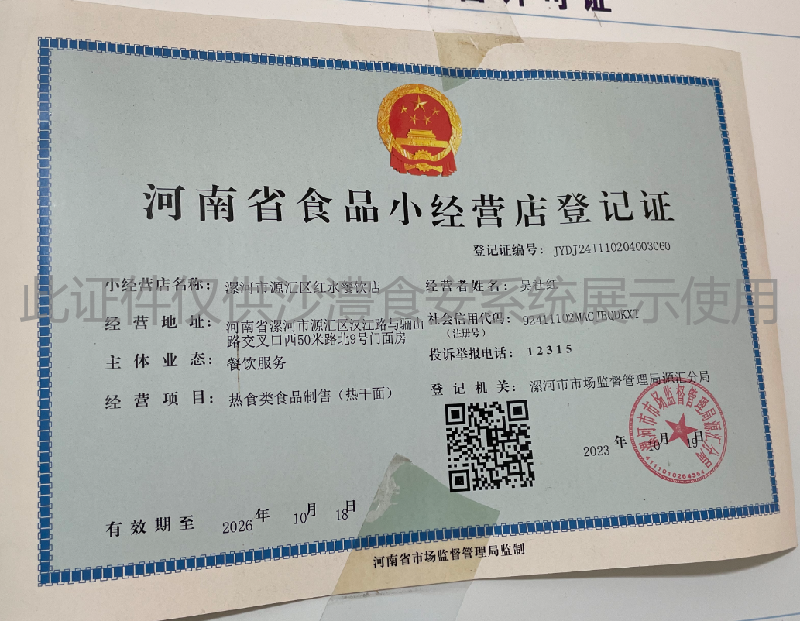 河南省食品小经营店登记证
登记证编号：JYDJ241110204003060
小经营店名称：漯河市源汇区红水餐饮店
经营者姓名：吴
此证件仅供沙澧食安系统展示使用
经营地址：河南省漯河市源汇区汉江路与
路交叉口西50米路北9号门面房
社会信用代码：
（注册号）
主体业态：餐饮服务
投诉举报电话：12315
经营项目：热食类食品制售（热干面）
登记机关：漯河市市场监督管理局源汇分局
2023年10月19日
有效期至2026年10月18日
河南省市场监督管理局监制